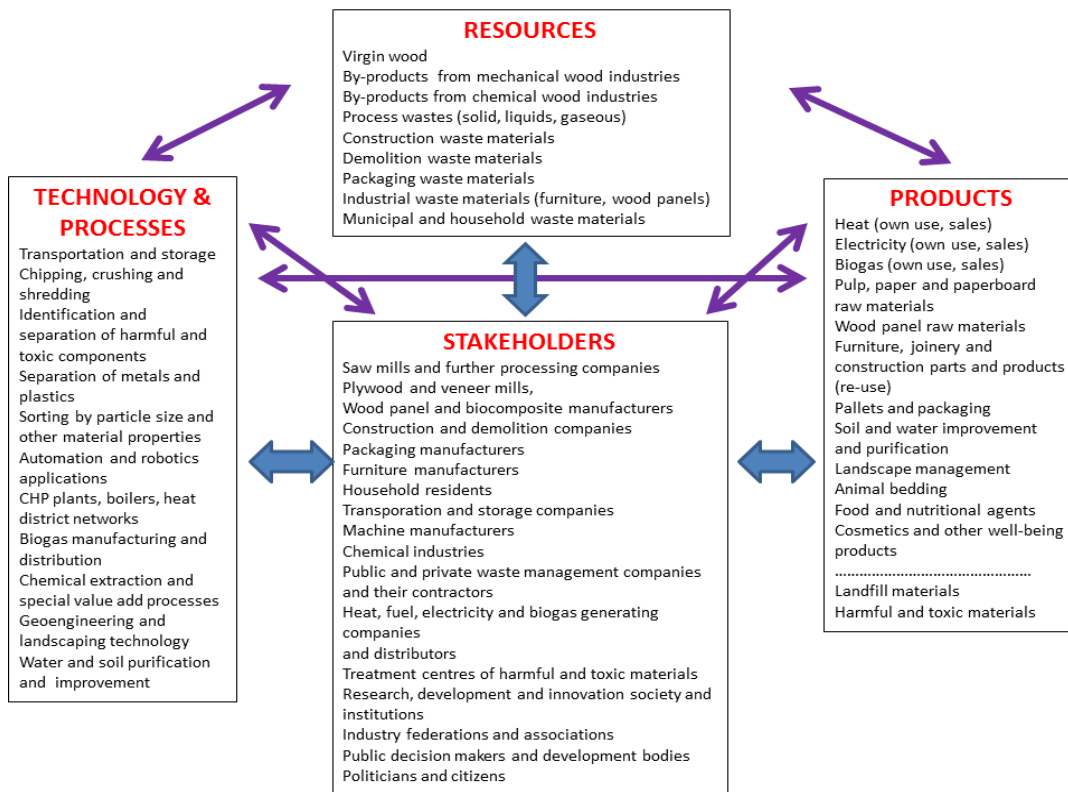 RESOURCES
Virgin wood
By-products from mechanical wood industries
By-products from chemical wood industries
Process wastes (solid, liquids, gaseous)
Construction waste materials
Demolition waste materials
Packaging waste materials
Industrial waste materials (furniture, wood panels)
Municipal and household waste materials
TECHNOLOGY &
PROCESSES
Transportation and storage
Chipping, crushing and
shredding
Identification and
separation of harmful and
toxic components
Separation of metals and
plastics
Sorting by particle size and
other material properties
Automation and robotics
applications
CHP plants, boilers, heat
district networks
Biogas manufacturing and
distribution
Chemical extraction and
special value add processes
Geoengineering and
landscaping technology
Water and soil purification
and improvement
STAKEHOLDERS
Saw mills and further processing companies
Plywood and veneer mills,
Wood panel and biocomposite manufacturers
Construction and demolition companies
Packaging manufacturers
Furniture manufacturers
Household residents
Transporation and storage companies
Machine manufacturers
Chemical industries
Public and private waste management companies
and their contractors
Heat, fuel, electricity and biogas generating
companies
and distributors
Treatment centres of harmful and toxic materials
Research, development and innovation society and
institutions
Industry federations and associations
Public decision makers and development bodies
Politicians and citizens
PRODUCTS
Heat (own use, sales)
Electricity (own use, sales)
Biogas (own use, sales)
Pulp, paper and paperboard
raw materials
Wood panel raw materials
Furniture, joinery and
construction parts and products
(re-use)
Pallets and packaging
Soil and water improvement
and purification
Landscape management
Animal bedding
Food and nutritional agents
Cosmetics and other well-being
products
................................................
Landfill materials
Harmful and toxic materials